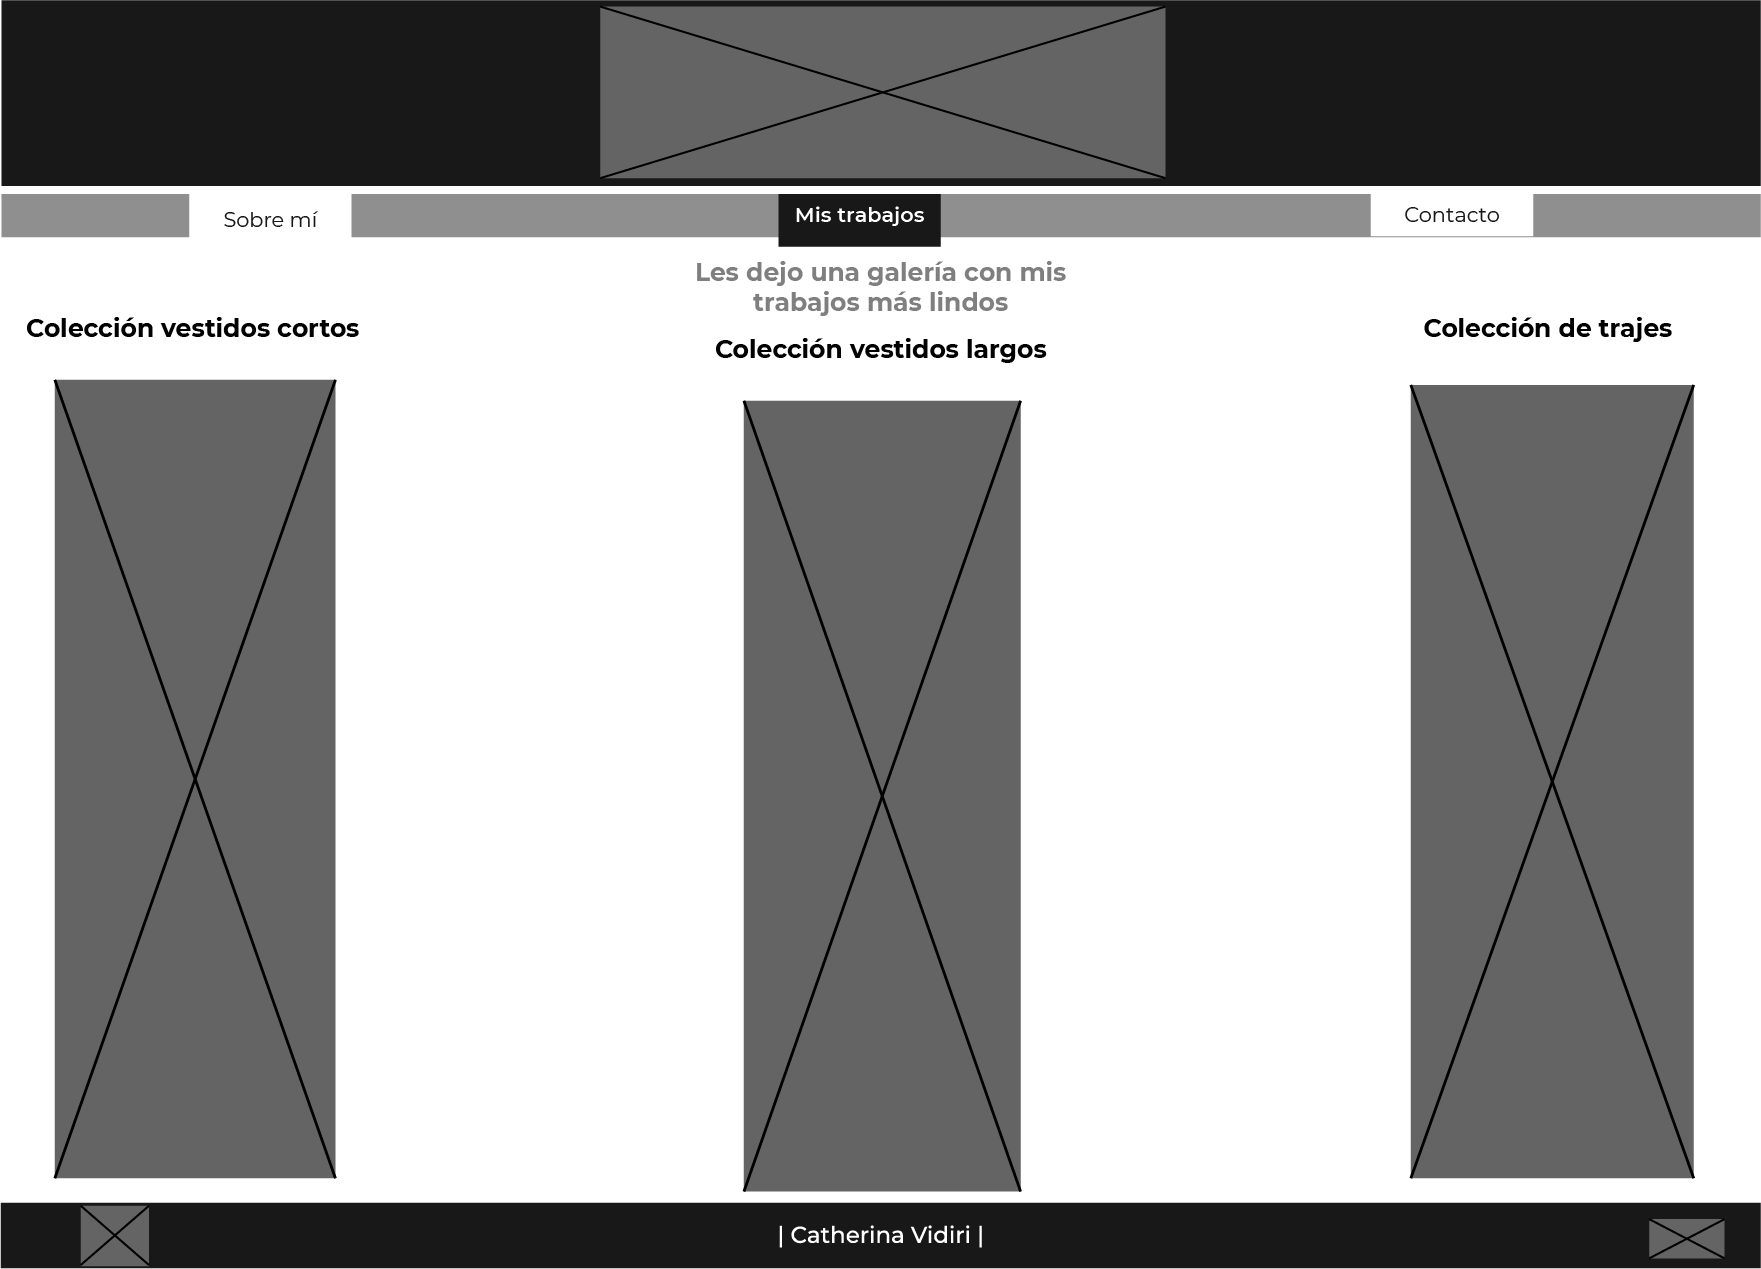 Sobre mí
Mis trabajos
Contacto
Les dejo una galería con mis
trabajos más lindos
Colección vestidos cortos
Colección vestidos largos
Colección de trajes
| Catherina Vidiri |